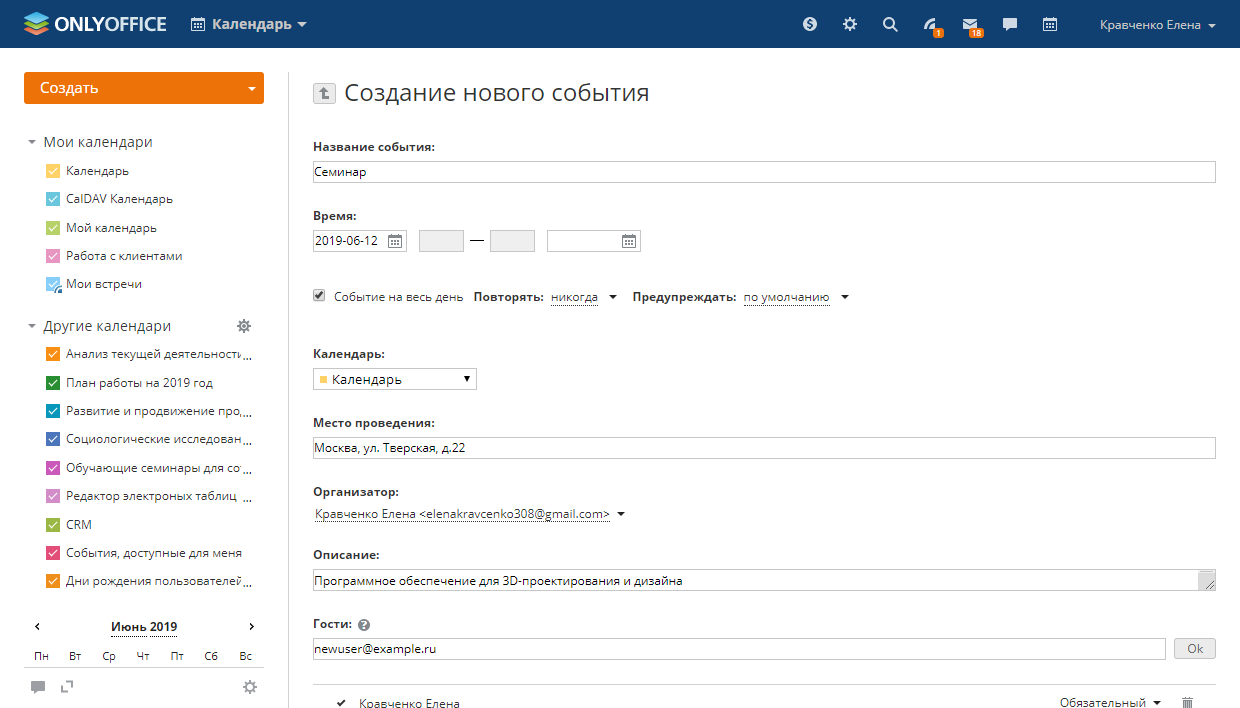 ONLYOFFICE Календарь 1 18 Кравченко Елена
Создать
Мои календари
Календарь
CalDAV Календарь
Мой календарь
Работа с клиентами
Мои встречи
Другие календари
Анализ текущей деятельности...
План работы на 2019 год
Развитие и продвижение про...
Социологические исследован...
Обучающие семинары для со...
Редактор электроных таблиц ...
CRM
События, доступные для меня
Дни рождения пользователей...
Июнь 2019
Пн Вт Ср Чт Пт Сб Вс
Создание нового события
Название события:
Семинар
Время:
2019-06-12 —
Событие на весь день Повторять: никогда Предупреждать: по умолчанию
Календарь:
Календарь
Место проведения:
Москва, ул. Тверская, д.22
Организатор:
Кравченко Елена <elenakravcenko308@gmail.com>
Описание:
Программное обеспечение для 3D-проектирования и дизайна
Гости: ?
newuser@example.ru Ok
Кравченко Елена Обязательный